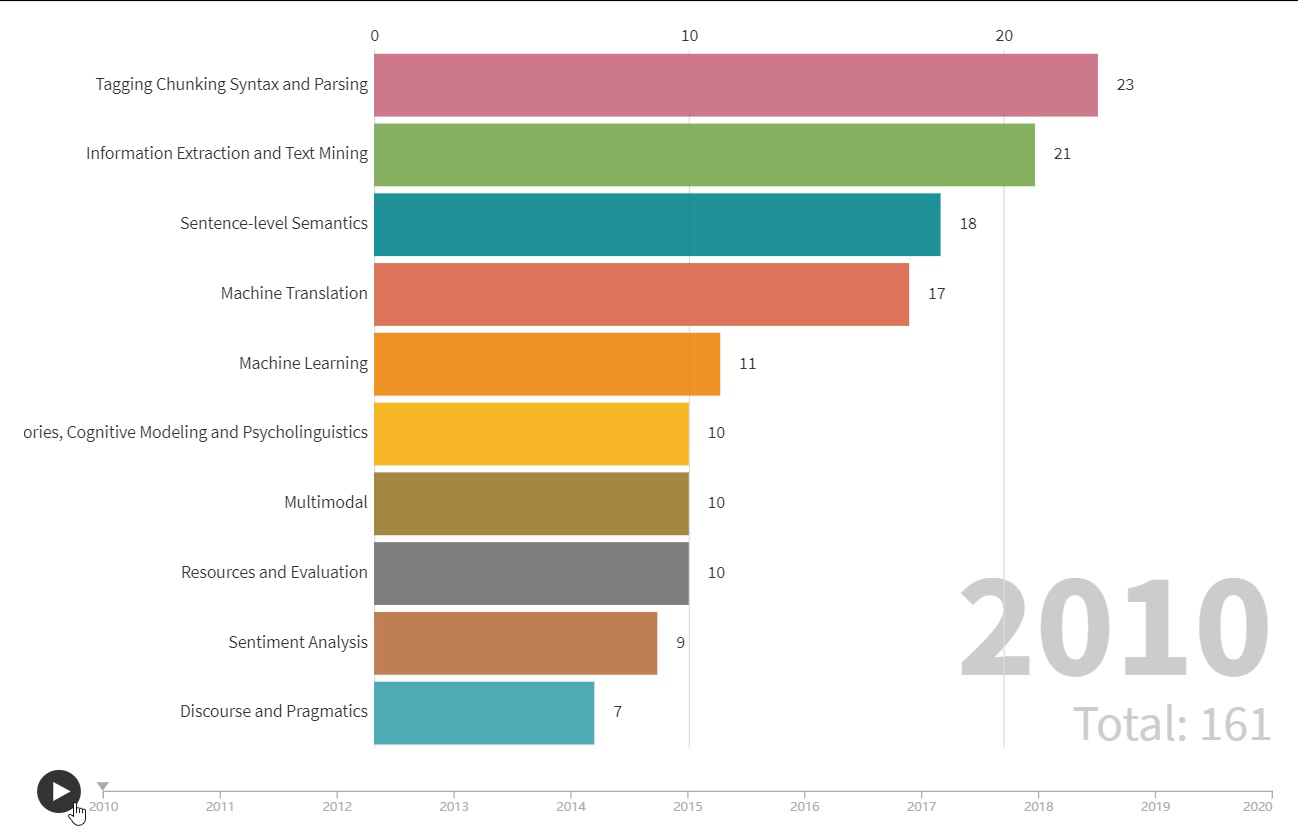 0 10 20
Tagging Chunking Syntax and Parsing 23
Information Extraction and Text Mining 21
Sentence-level Semantics 18
Machine Translation 17
Machine Learning 11
ories, Cognitive Modeling and Psycholinguistics 10
Multimodal 10
Resources and Evaluation 10
Sentiment Analysis 9
Discourse and Pragmatics 7
2010
Total: 161
2010 2011 2012 2013 2014 2015 2016 2017 2018 2019 2020